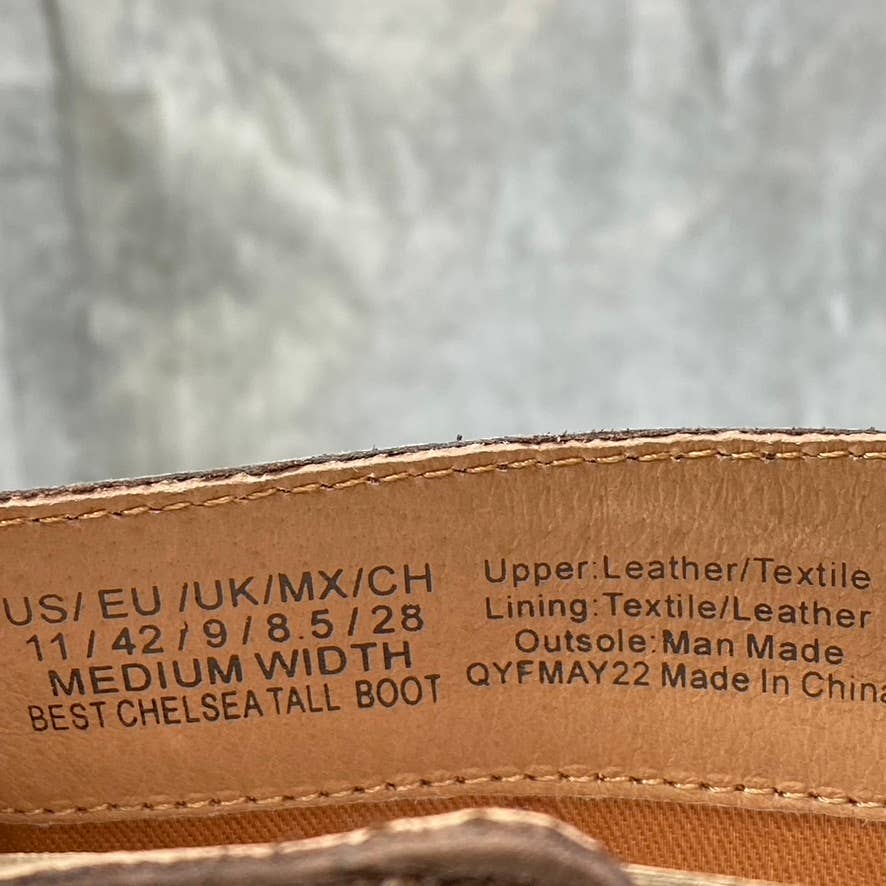 US/ EU /UK/MX/CH
11 / 42 / 9 / 8.5 / 28
MEDIUM WIDTH
BEST CHELSEA TALL BOOT
Upper:Leather/Textile
Lining:Textile/Leather
Outsole:Man Made
QYFMAY22 Made In China